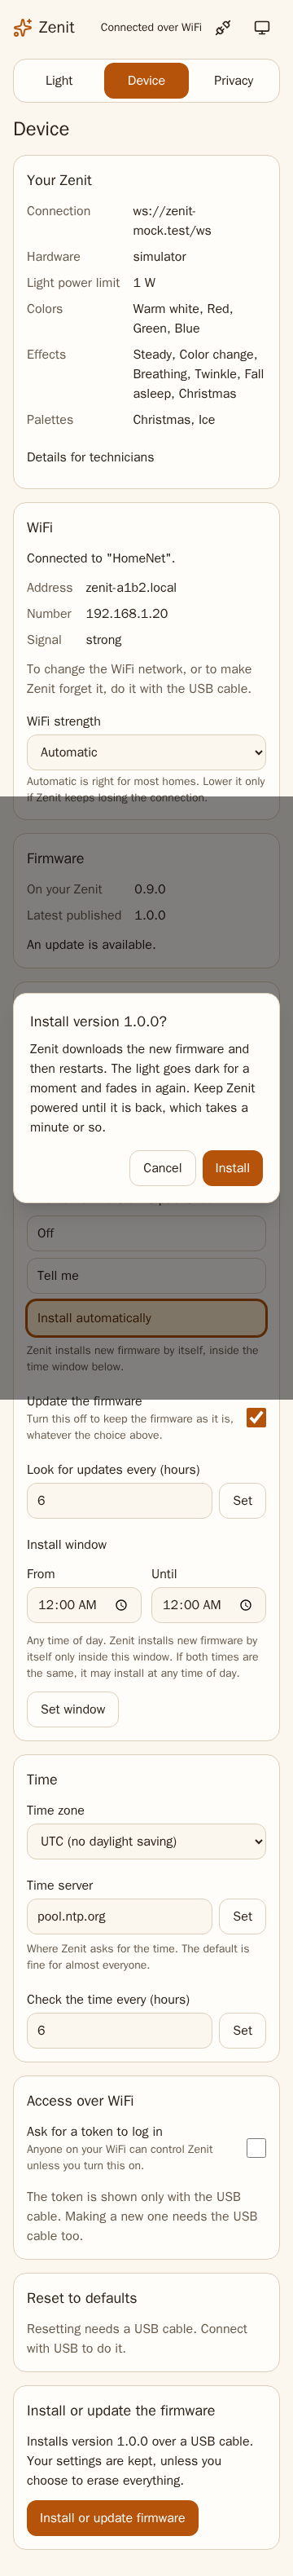 Zenit
Connected over WiFi
Light
Device
Privacy
Device
Your Zenit
Connection
ws://zenit-
mock.test/ws
Hardware
simulator
Light power limit
1 W
Colors
Warm white, Red,
Green, Blue
Effects
Steady, Color change,
Breathing, Twinkle, Fall
asleep, Christmas
Palettes
Christmas, Ice
Details for technicians
WiFi
Connected to "HomeNet".
Address
zenit-a1b2.local
Number
192.168.1.20
Signal
strong
To change the WiFi network, or to make
Zenit forget it, do it with the USB cable.
WiFi strength
Automatic
Automatic is right for most homes. Lower it only
if Zenit keeps losing the connection.
Firmware
On your Zenit
0.9.0
Latest published
1.0.0
An update is available.
Install version 1.0.0?
Zenit downloads the new firmware and
then restarts. The light goes dark for a
moment and fades in again. Keep Zenit
powered until it is back, which takes a
minute or so.
Cancel
Install
Off
Tell me
Install automatically
Zenit installs new firmware by itself, inside the
time window below.
Update the firmware
Turn this off to keep the firmware as it is,
whatever the choice above.
Look for updates every (hours)
6
Set
Install window
From
Until
12:00 AM
12:00 AM
Any time of day. Zenit installs new firmware by
itself only inside this window. If both times are
the same, it may install at any time of day.
Set window
Time
Time zone
UTC (no daylight saving)
Time server
pool.ntp.org
Set
Where Zenit asks for the time. The default is
fine for almost everyone.
Check the time every (hours)
6
Set
Access over WiFi
Ask for a token to log in
Anyone on your WiFi can control Zenit
unless you turn this on.
The token is shown only with the USB
cable. Making a new one needs the USB
cable too.
Reset to defaults
Resetting needs a USB cable. Connect
with USB to do it.
Install or update the firmware
Installs version 1.0.0 over a USB cable.
Your settings are kept, unless you
choose to erase everything.
Install or update firmware